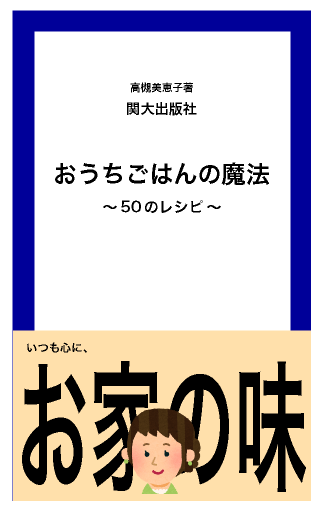 高槻美恵子著
関大出版社
おうちごはんの魔法
～50のレシピ～
いつも心に、
お家の味